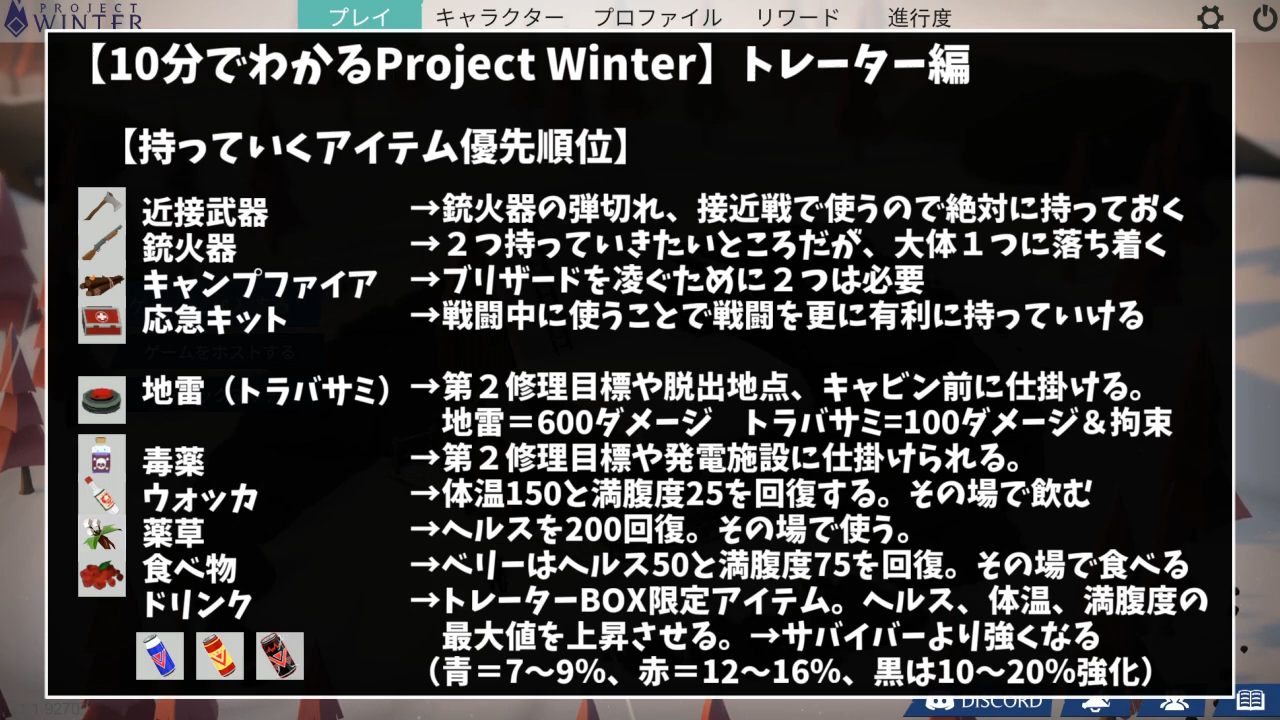 PROJECT
WINTER
プレイ キャラクター プロファイル リワード 進行度
【10分でわかるProject Winter】トレーター編
【持っていくアイテム優先順位】
近接武器 →銃火器の弾切れ、接近戦で使うので絶対に持っておく
銃火器 →２つ持っていきたいところだが、大体１つに落ち着く
キャンプファイア →ブリザードを凌ぐために２つは必要
応急キット →戦闘中に使うことで戦闘を更に有利に持っていける
ゲームをホストする
地雷（トラバサミ） →第２修理目標や脱出地点、キャビン前に仕掛ける。
地雷＝600ダメージ　トラバサミ=100ダメージ＆拘束
毒薬 →第２修理目標や発電施設に仕掛けられる。
ウォッカ →体温150と満腹度25を回復する。その場で飲む
薬草 →ヘルスを200回復。その場で使う。
食べ物 →ベリーはヘルス50と満腹度75を回復。その場で食べる
ドリンク →トレーターBOX限定アイテム。ヘルス、体温、満腹度の
最大値を上昇させる。→サバイバーより強くなる
（青＝7～9%、赤＝12～16%、黒は10～20%強化）
1.1.9270
DISCORD